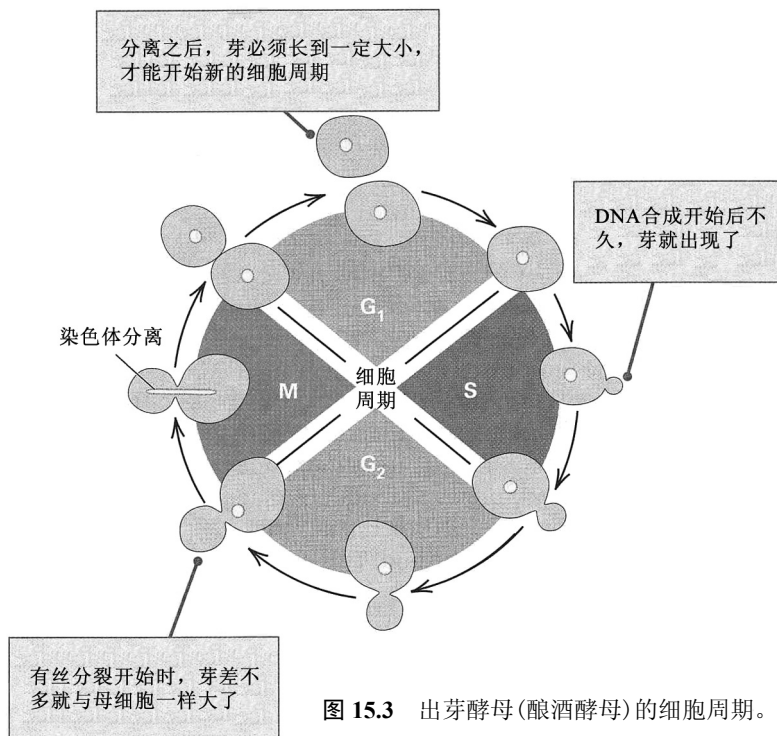 分离之后，芽必须长到一定大小，
才能开始新的细胞周期
DNA合成开始后不
久，芽就出现了
G₁
染色体分离
细胞
周期
M
S
G₂
有丝分裂开始时，芽差不
多就与母细胞一样大了
图 15.3 出芽酵母(酿酒酵母)的细胞周期。